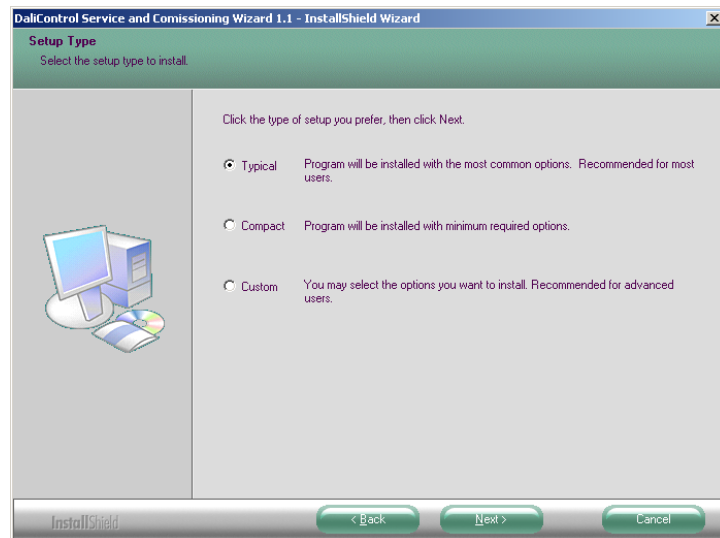 DaliControl Service and Comissioning Wizard 1.1 - InstallShield Wizard
Setup Type
Select the setup type to install.
Click the type of setup you prefer, then click Next.
Typical Program will be installed with the most common options. Recommended for most
users.
Compact Program will be installed with minimum required options.
Custom You may select the options you want to install. Recommended for advanced
users.
InstallShield
< Back Next > Cancel